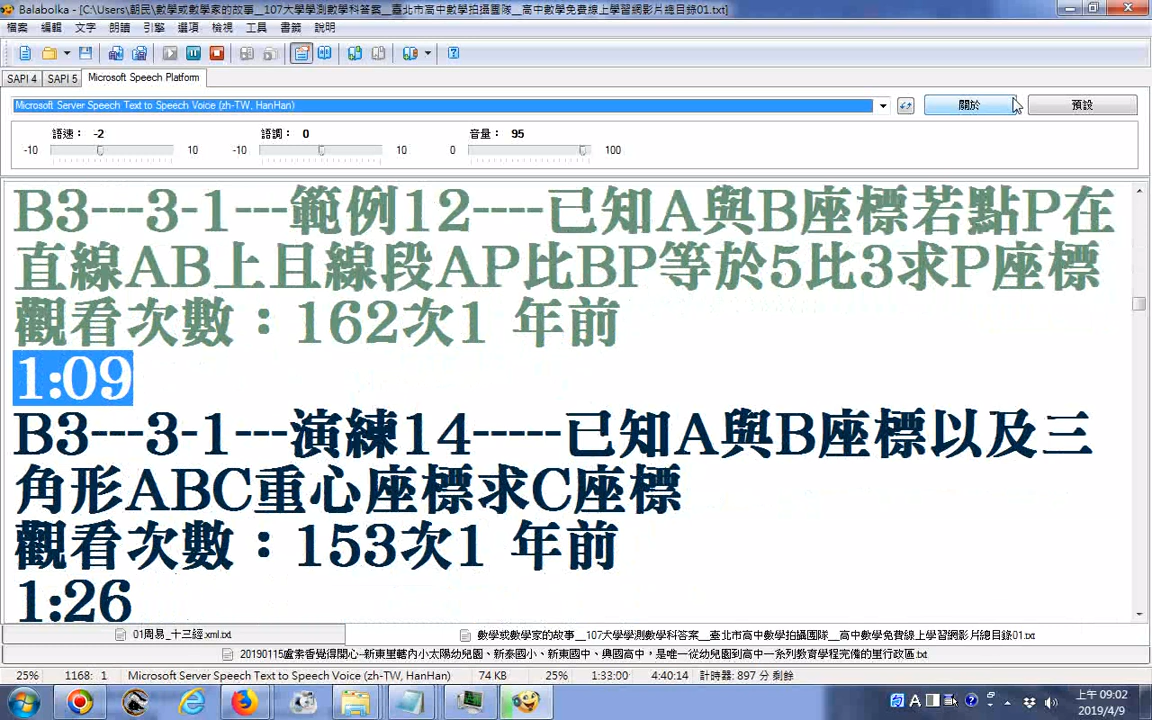 Balabolka - [C:\Users\朝民\數學或數學家的故事__107大學學測數學科答案__臺北市高中數學拍攝團隊__高中數學免費線上學習網影片總目錄01.txt]
檔案 編輯 文字 朗讀 引擎 選項 檢視 工具 書籤 說明
SAPI 4 SAPI 5 Microsoft Speech Platform
Microsoft Server Speech Text to Speech Voice (zh-TW, HanHan) 關於 預設
語速： -2 語調： 0 音量： 95
-10 10 -10 10 0 100
B3---3-1---範例12----已知A與B座標若點P在
直線AB上且線段AP比BP等於5比3求P座標
觀看次數：162次1 年前
1:09
B3---3-1---演練14-----已知A與B座標以及三
角形ABC重心座標求C座標
觀看次數：153次1 年前
1:26
01周易_十三經.xml.txt 數學或數學家的故事__107大學學測數學科答案__臺北市高中數學拍攝團隊__高中數學免費線上學習網影片總目錄01.txt
20190115盧素香覺得開心-新東里轄內小太陽幼兒園、新泰國小、新東國中、興國高中，是唯一從幼兒園到高中一系列教育學程完備的里行政區.txt
25% 1168: 1 Microsoft Server Speech Text to Speech Voice (zh-TW, HanHan) 74 KB 25% 1:33:00 4:40:14 計時器: 897 分 剩餘
上午 09:02
2019/4/9